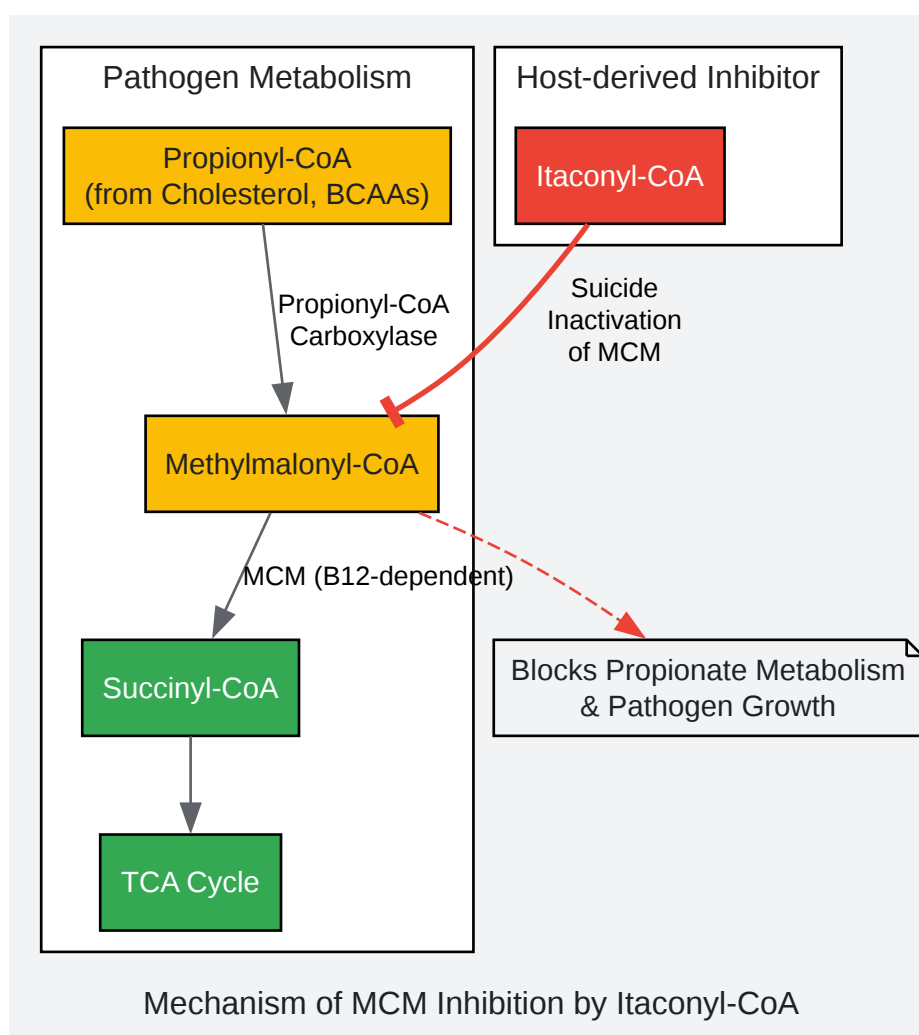 Pathogen Metabolism
Host-derived Inhibitor
Propionyl-CoA
(from Cholesterol, BCAAs)
Itaconyl-CoA
Propionyl-CoA
Carboxylase
Suicide
Inactivation
of MCM
Methylmalonyl-CoA
MCM (B12-dependent)
Succinyl-CoA
Blocks Propionate Metabolism
& Pathogen Growth
TCA Cycle
Mechanism of MCM Inhibition by Itaconyl-CoA